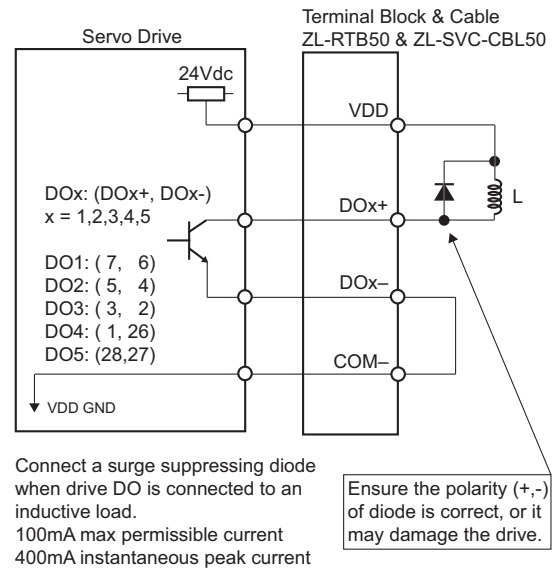 Terminal Block & Cable
Servo Drive
ZL-RTB50 & ZL-SVC-CBL50
24Vdc
VDD
DOx: (DOx+, DOx-)
x = 1,2,3,4,5
DOx+
L
DO1: ( 7, 6)
DO2: ( 5, 4)
DO3: ( 3, 2)
DO4: ( 1, 26)
DO5: (28,27)
DOx–
COM–
VDD GND
Connect a surge suppressing diode
when drive DO is connected to an
inductive load.
100mA max permissible current
400mA instantaneous peak current
Ensure the polarity (+,-)
of diode is correct, or it
may damage the drive.